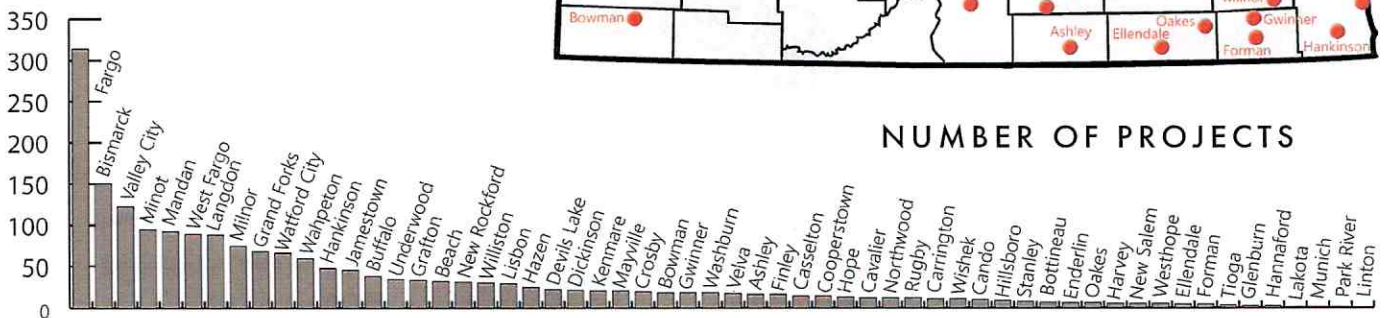 Bowman
Ashley
Ellendale
Oakes
Gwinner
Forman
Hankinson
NUMBER OF PROJECTS
350
300
250
200
150
100
50
0
Fargo
Bismarck
Valley City
Minot
Mandan
West Fargo
Langdon
Milnor
Grand Forks
Watford City
Wahpeton
Hankinson
Jamestown
Buffalo
Underwood
Grafton
Beach
New Rockford
Williston
Lisbon
Hazen
Devils Lake
Dickinson
Kenmare
Mayville
Crosby
Bowman
Gwinner
Washburn
Velva
Ashley
Finley
Casselton
Cooperstown
Hope
Cavalier
Northwood
Rugby
Carrington
Wishek
Cando
Hillsboro
Stanley
Bottineau
Enderlin
Oakes
Harvey
New Salem
Westhope
Ellendale
Forman
Tioga
Glenburn
Hannaford
Lakota
Munich
Park River
Linton